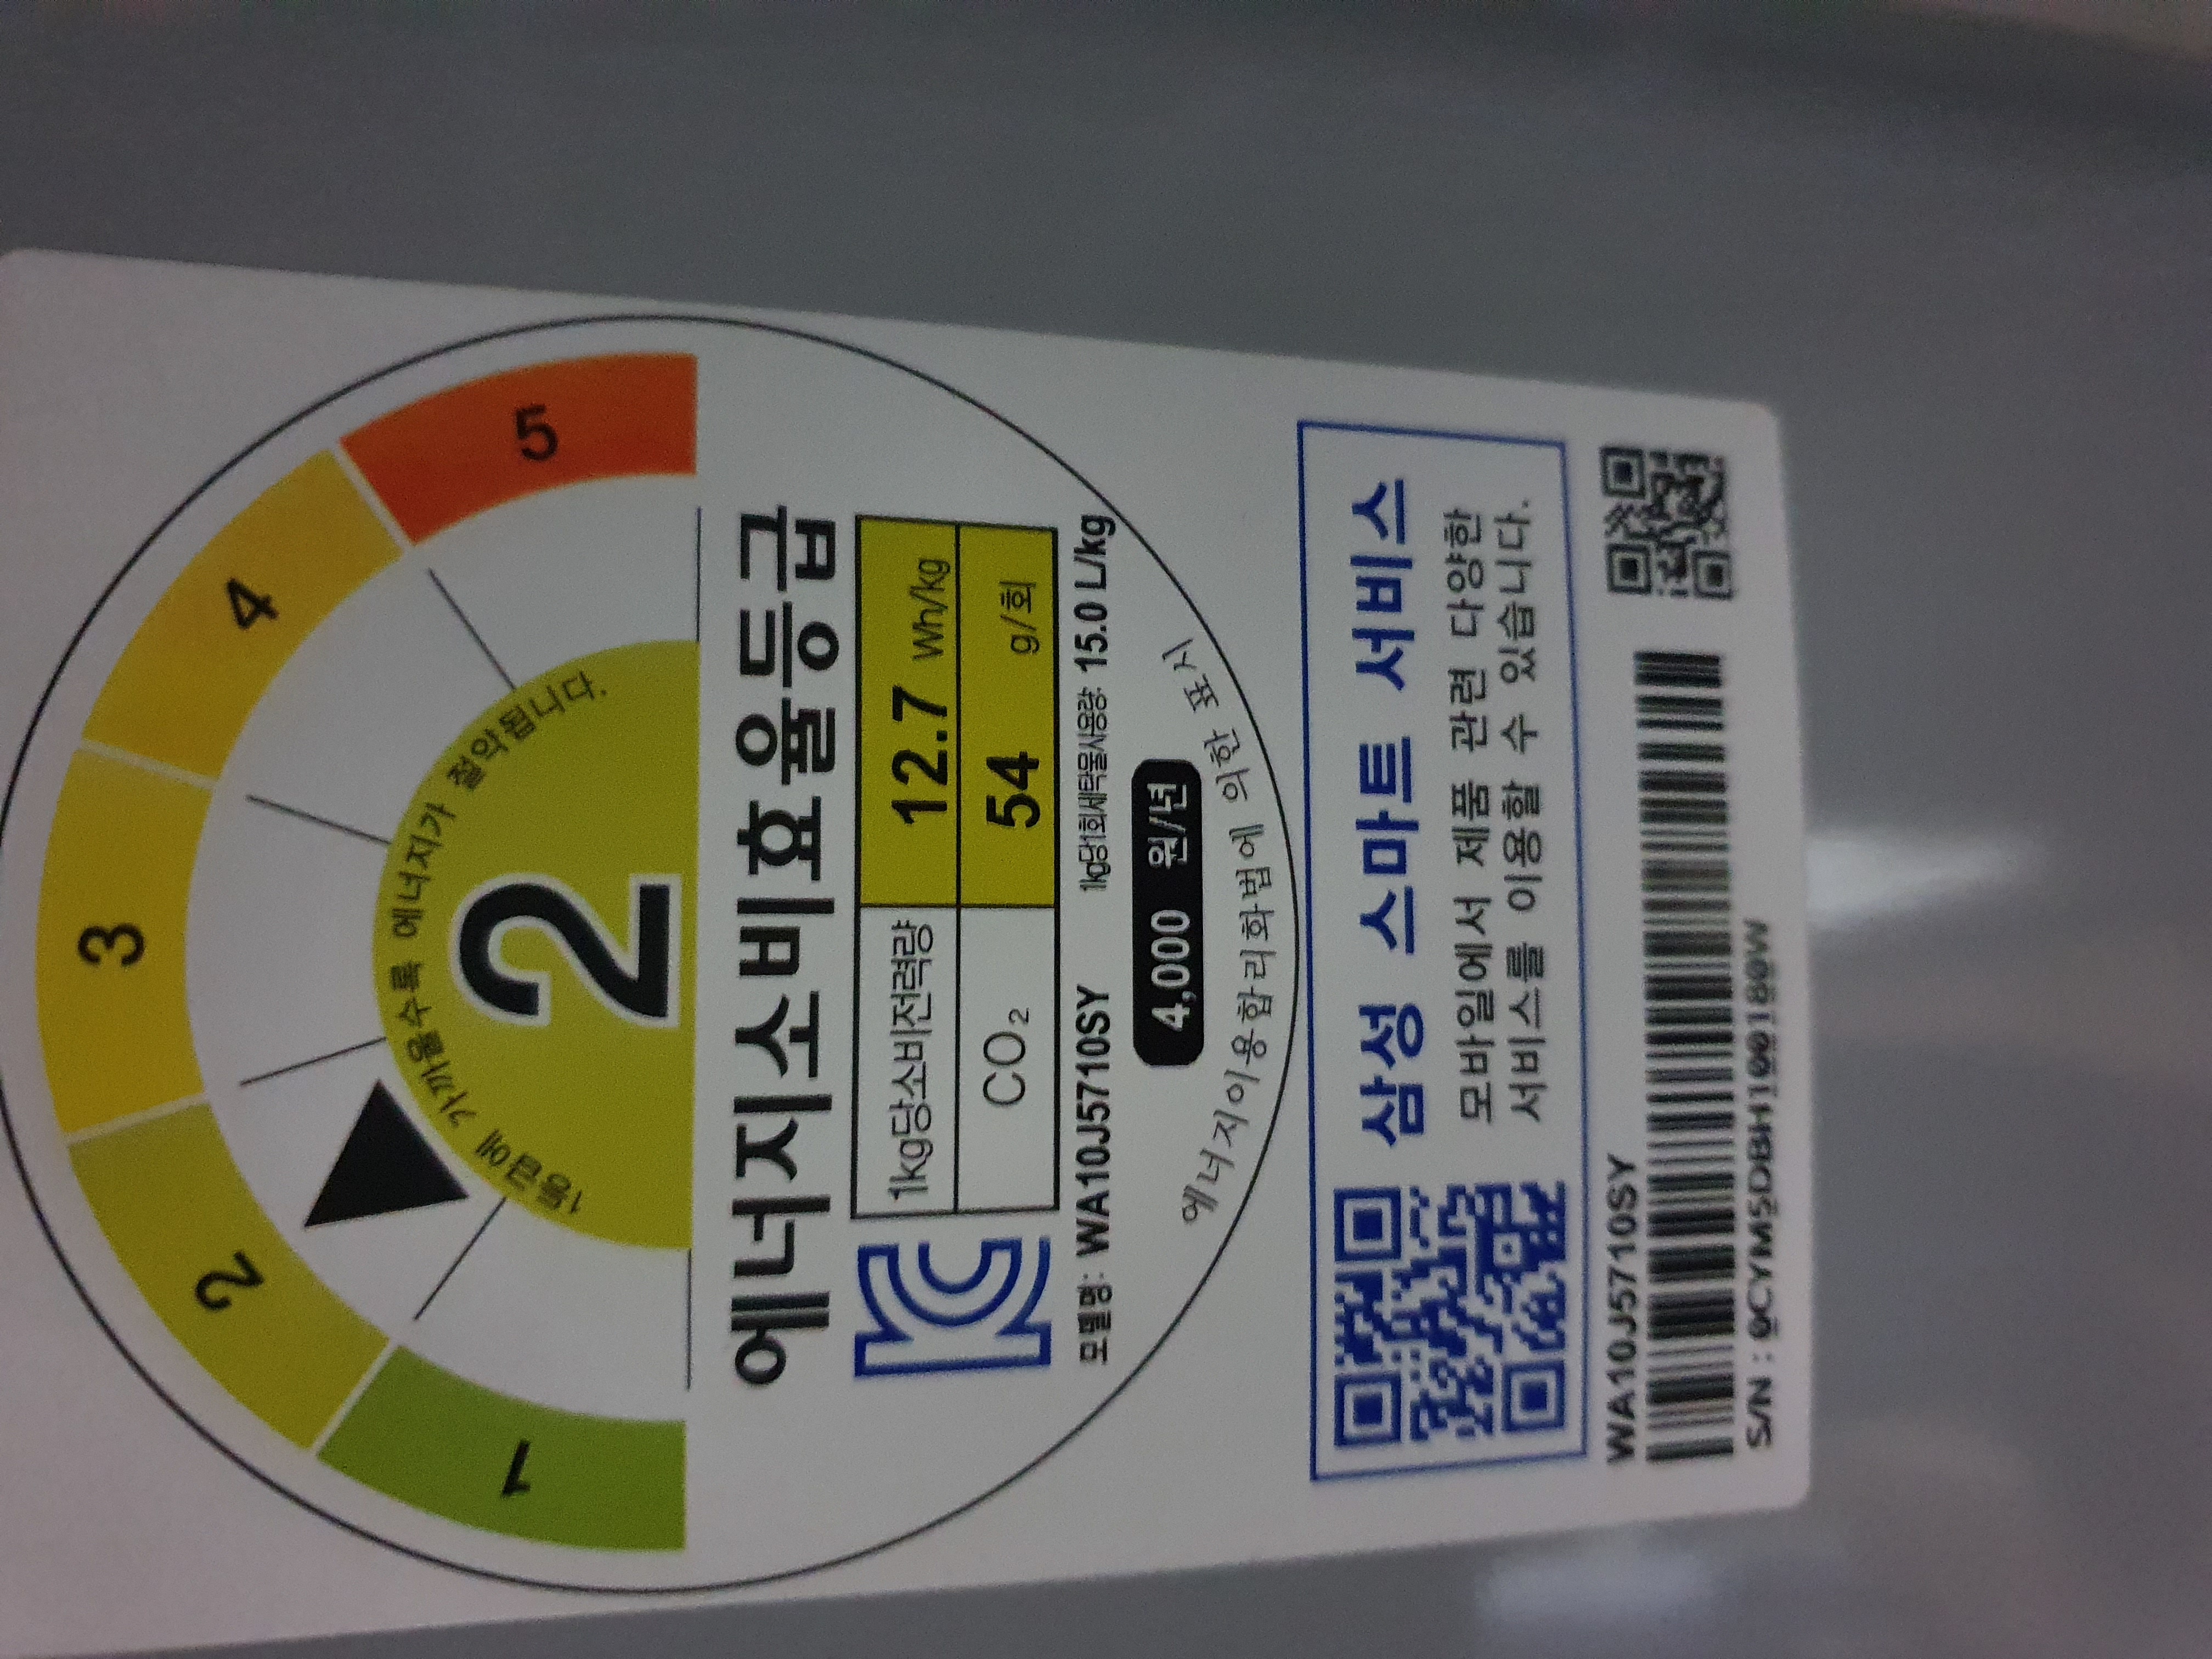 1 2 3 4 5
1등급에 가까울수록 에너지가 절약됩니다.
2
에너지소비효율등급
1kg당소비전력량 12.7 Wh/kg
CO₂ 54 g/회
모델명: WA10J5710SY 1kg당1회세탁물사용량 15.0 L/kg
4,000 원/년
에너지이용합리화법에 의한 표시
삼성 스마트 서비스
모바일에서 제품 관련 다양한
서비스를 이용할 수 있습니다.
WA10J5710SY
S/N : 0CYM5DBH100180W